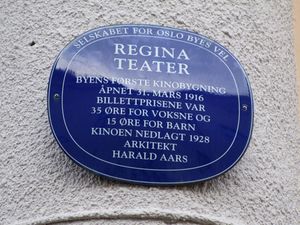 SELSKABET FOR OSLO BYES VEL
REGINA
TEATER
BYENS FØRSTE KINOBYGNING
ÅPNET 31. MARS 1916
BILLETTPRISENE VAR
35 ØRE FOR VOKSNE OG
15 ØRE FOR BARN
KINOEN NEDLAGT 1928
ARKITEKT
HARALD AARS